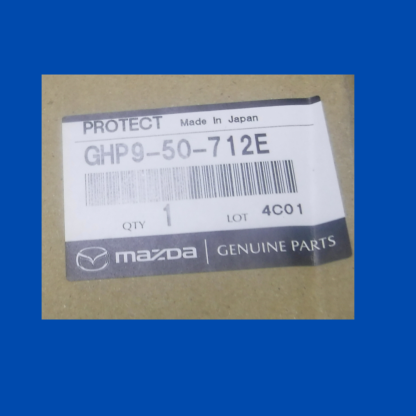 PROTECT Made In Japan
GHP9-50-712E
QTY 1 LOT 4C01
mazda GENUINE PARTS